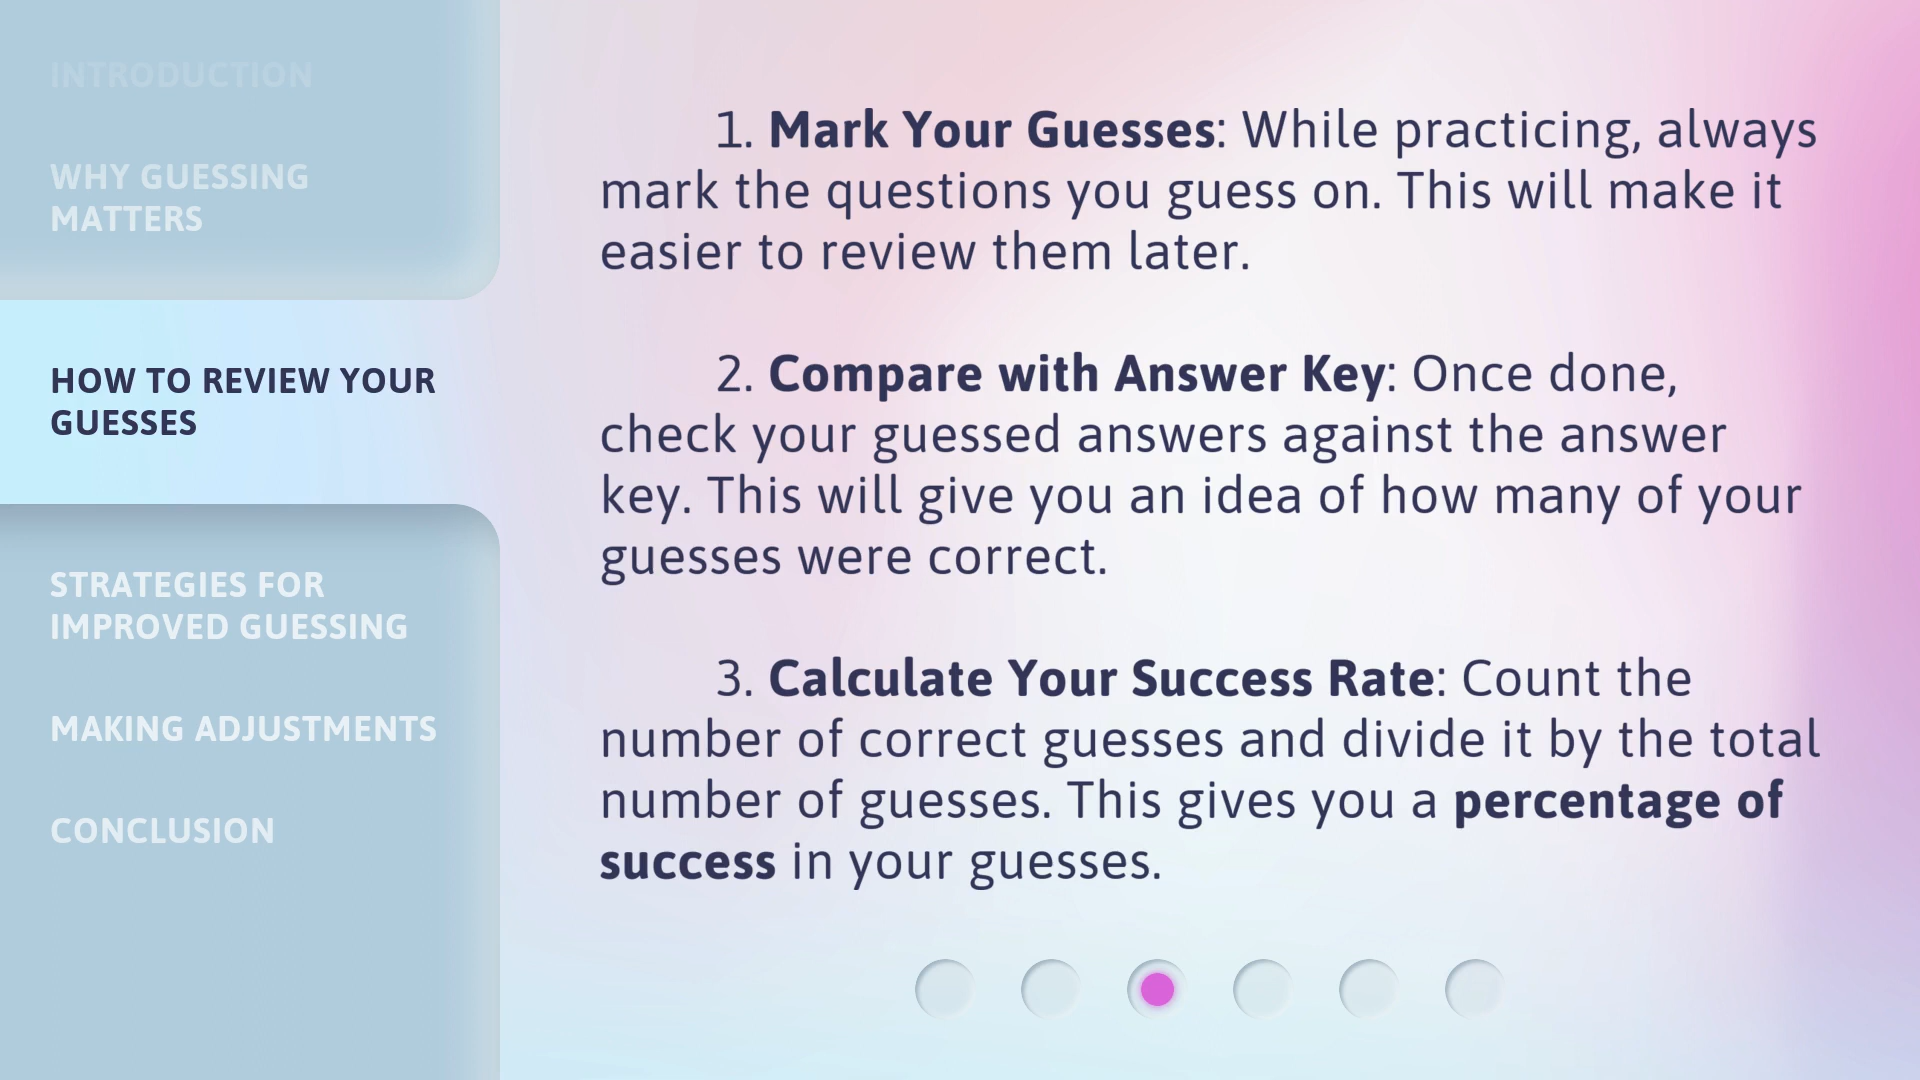 INTRODUCTION
WHY GUESSING
MATTERS
HOW TO REVIEW YOUR
GUESSES
STRATEGIES FOR
IMPROVED GUESSING
MAKING ADJUSTMENTS
CONCLUSION
1. Mark Your Guesses: While practicing, always
mark the questions you guess on. This will make it
easier to review them later.
2. Compare with Answer Key: Once done,
check your guessed answers against the answer
key. This will give you an idea of how many of your
guesses were correct.
3. Calculate Your Success Rate: Count the
number of correct guesses and divide it by the total
number of guesses. This gives you a percentage of
success in your guesses.